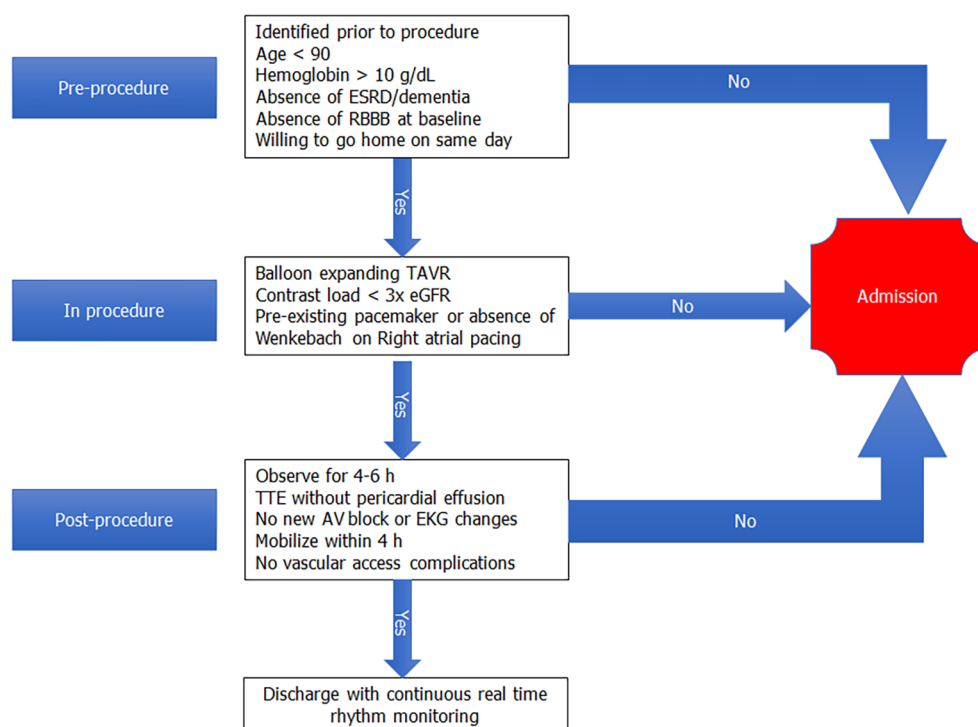 Pre-procedure
Identified prior to procedure
Age < 90
Hemoglobin > 10 g/dL
Absence of ESRD/dementia
Absence of RBBB at baseline
Willing to go home on same day
No
Yes
In procedure
Balloon expanding TAVR
Contrast load < 3x eGFR
Pre-existing pacemaker or absence of
Wenkebach on Right atrial pacing
No
Admission
Yes
Post-procedure
Observe for 4-6 h
TTE without pericardial effusion
No new AV block or EKG changes
Mobilize within 4 h
No vascular access complications
No
Yes
Discharge with continuous real time
rhythm monitoring